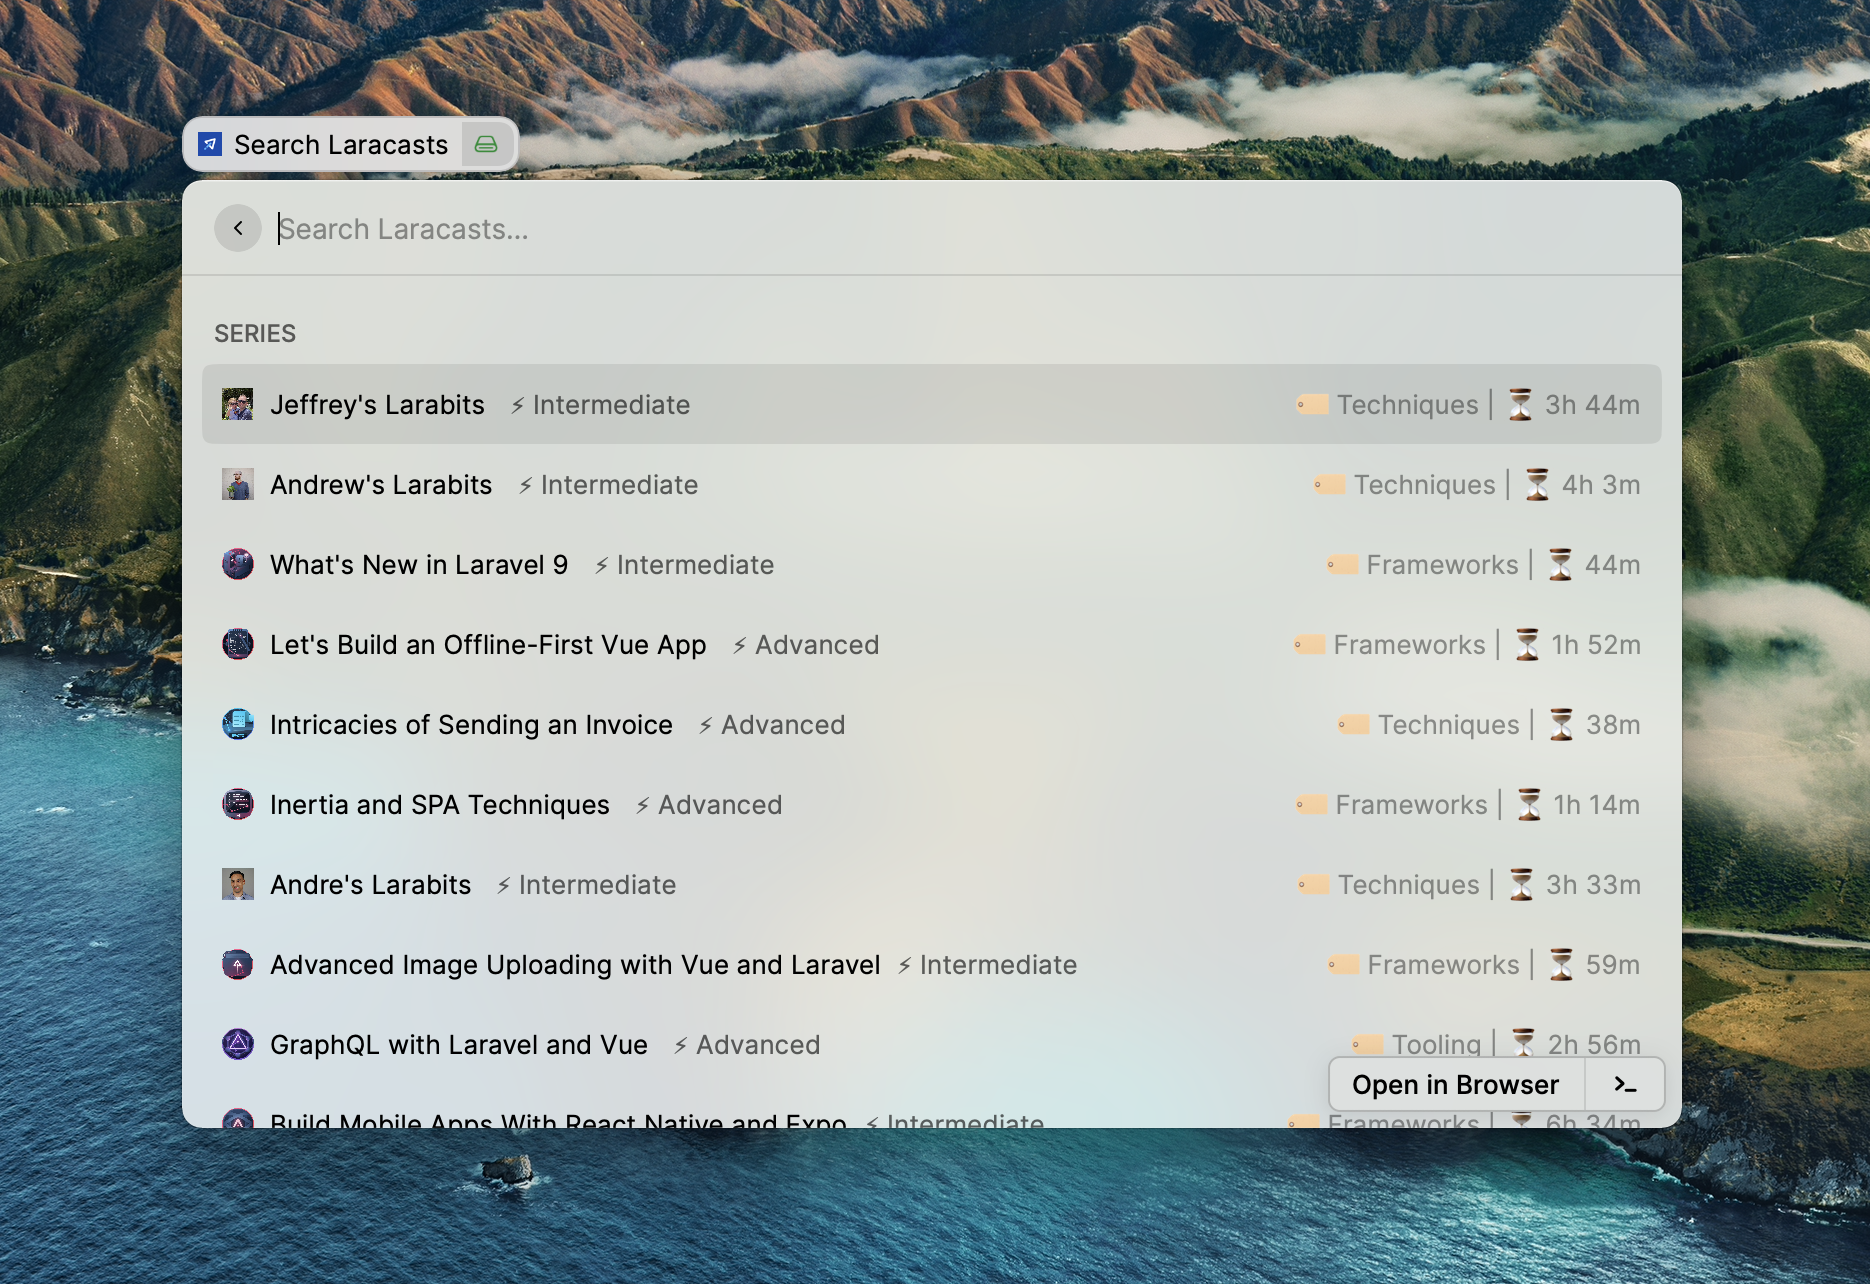 Search Laracasts
Search Laracasts...
SERIES
Jeffrey's Larabits ⚡ Intermediate Techniques | ⏳ 3h 44m
Andrew's Larabits ⚡ Intermediate Techniques | ⏳ 4h 3m
What's New in Laravel 9 ⚡ Intermediate Frameworks | ⏳ 44m
Let's Build an Offline-First Vue App ⚡ Advanced Frameworks | ⏳ 1h 52m
Intricacies of Sending an Invoice ⚡ Advanced Techniques | ⏳ 38m
Inertia and SPA Techniques ⚡ Advanced Frameworks | ⏳ 1h 14m
Andre's Larabits ⚡ Intermediate Techniques | ⏳ 3h 33m
Advanced Image Uploading with Vue and Laravel ⚡ Intermediate Frameworks | ⏳ 59m
GraphQL with Laravel and Vue ⚡ Advanced Tooling | ⏳ 2h 56m
Open in Browser >_
Build Mobile Apps With React Native and Expo ⚡ Intermediate Frameworks | ⏳ 6h 34m